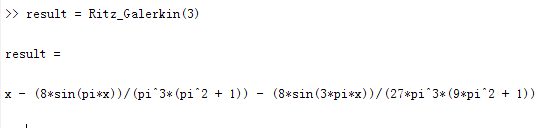 >> result = Ritz_Galerkin(3)
result =
x - (8*sin(pi*x))/(pi^3*(pi^2 + 1)) - (8*sin(3*pi*x))/(27*pi^3*(9*pi^2 + 1))